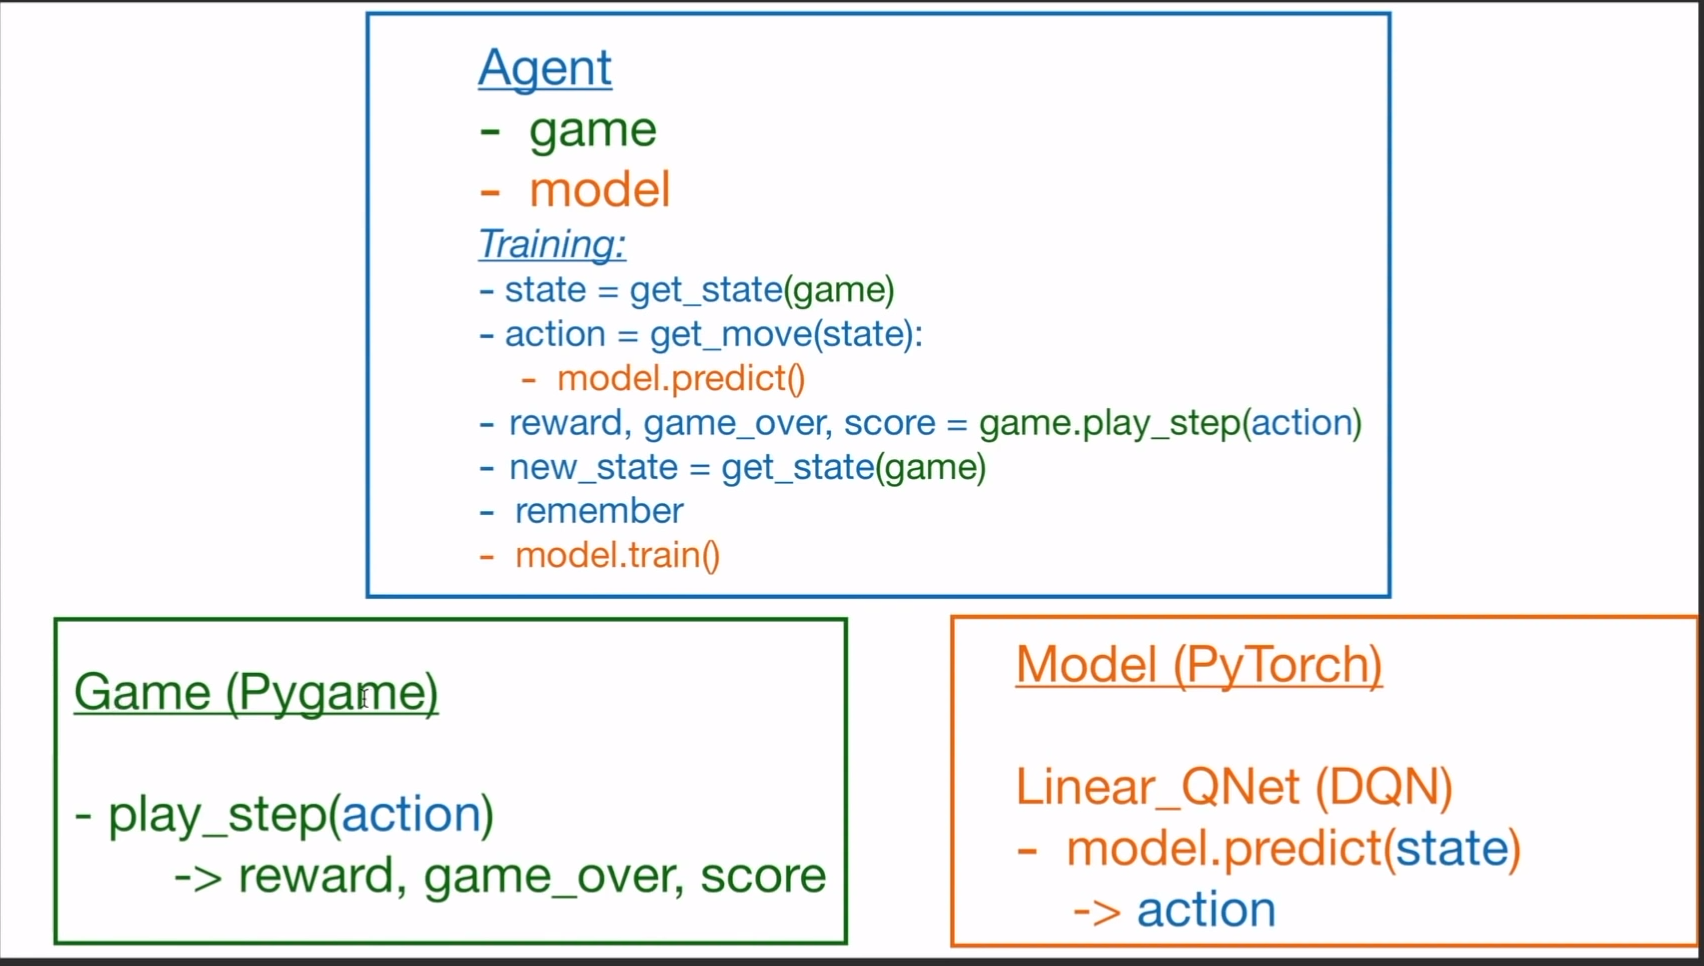 Agent
- game
- model
Training:
- state = get_state(game)
- action = get_move(state):
- model.predict()
- reward, game_over, score = game.play_step(action)
- new_state = get_state(game)
- remember
- model.train()
Game (Pygame)
- play_step(action)
-> reward, game_over, score
Model (PyTorch)
Linear_QNet (DQN)
- model.predict(state)
-> action